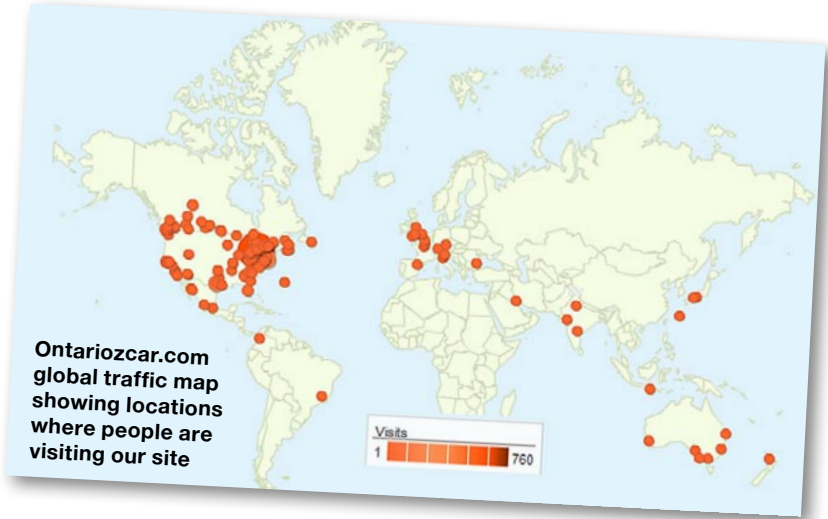 Ontariozcar.com
global traffic map
showing locations
where people are
visiting our site
Visits
1 760